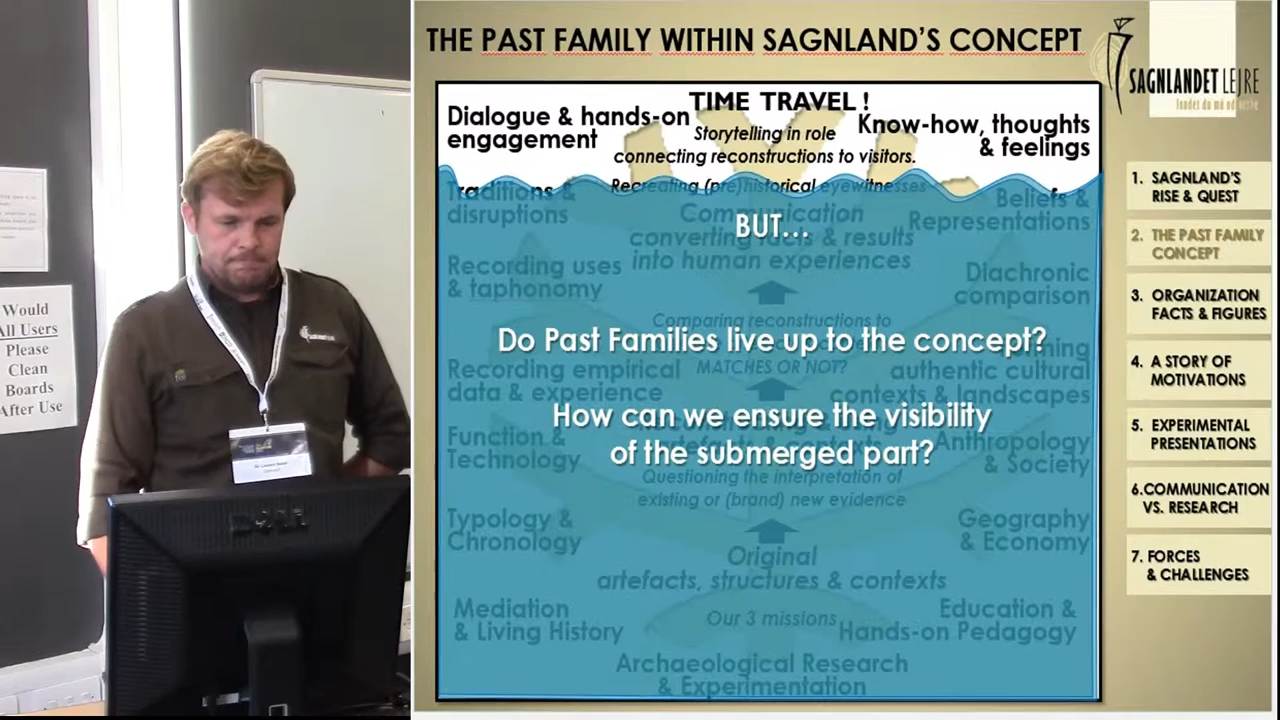 Would
All Users
Please
Clean
Boards
After Use
DELL
THE PAST FAMILY WITHIN SAGNLAND'S CONCEPT
SAGNLANDET LEJRE
TIME TRAVEL !
Dialogue & hands-on
engagement
Storytelling in role
connecting reconstructions to visitors.
Know-how, thoughts
& feelings
Recreating (pre)historical eyewitnesses
Traditions &
disruptions
Communication
converting facts & results
into human experiences
Beliefs &
Representations
BUT...
Recording uses
& taphonomy
Diachronic
comparison
Comparing reconstructions to
Do Past Families live up to the concept?
MATCHES OR NOT?
Recording empirical
data & experience
authentic cultural
contexts & landscapes
How can we ensure the visibility
of the submerged part?
Function &
Technology
Anthropology
& Society
Questioning the interpretation of
existing or (brand) new evidence
Typology &
Chronology
Geography
& Economy
Original
artefacts, structures & contexts
Mediation
& Living History
Our 3 missions
Education &
Hands-on Pedagogy
Archaeological Research
& Experimentation
1. SAGNLAND'S
RISE & QUEST
2. THE PAST FAMILY
CONCEPT
3. ORGANIZATION
FACTS & FIGURES
4. A STORY OF
MOTIVATIONS
5. EXPERIMENTAL
PRESENTATIONS
6.COMMUNICATION
VS. RESEARCH
7. FORCES
& CHALLENGES